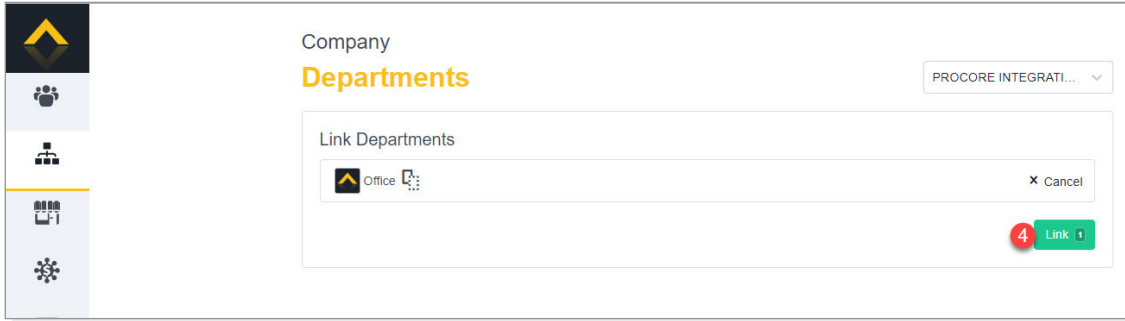 Company
Departments
PROCORE INTEGRATI...
Link Departments
Office
× Cancel
4
Link 1